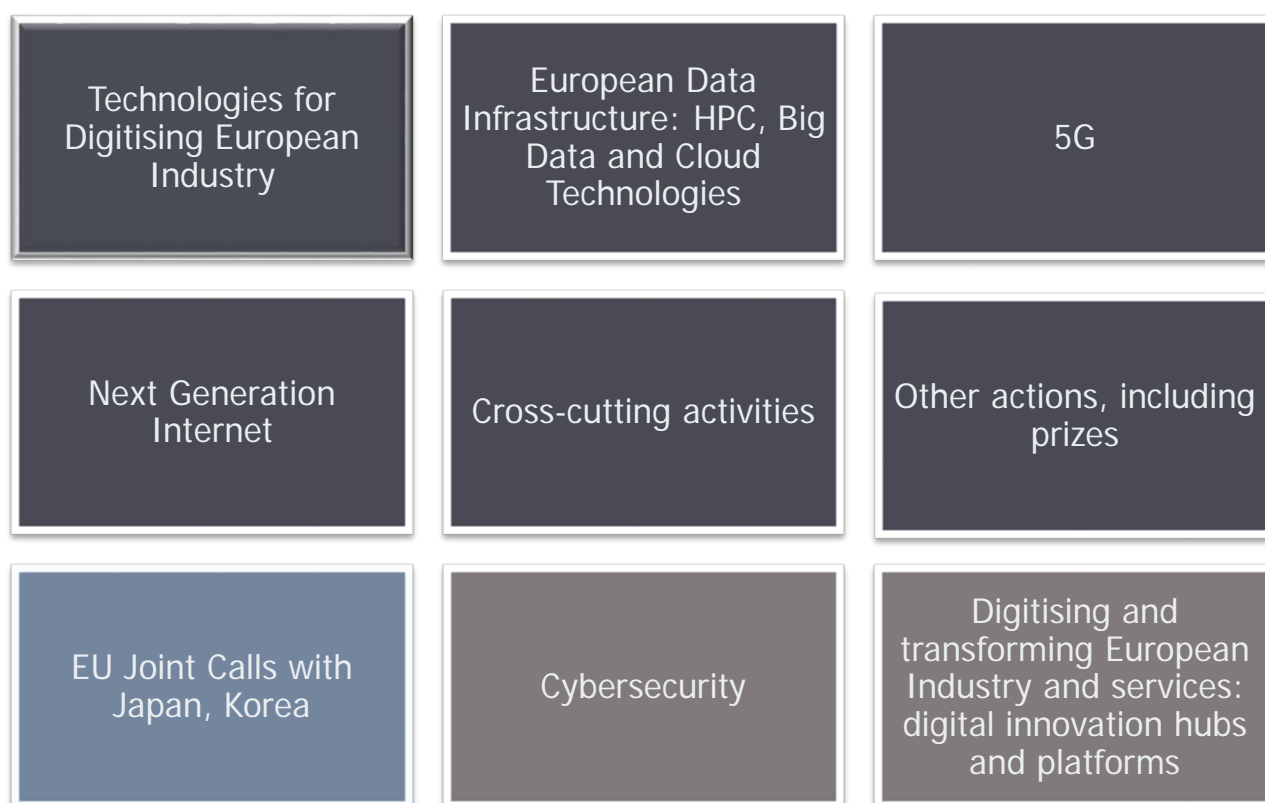 Technologies for
Digitising European
Industry
European Data
Infrastructure: HPC, Big
Data and Cloud
Technologies
5G
Next Generation
Internet
Cross-cutting activities
Other actions, including
prizes
EU Joint Calls with
Japan, Korea
Cybersecurity
Digitising and
transforming European
Industry and services:
digital innovation hubs
and platforms